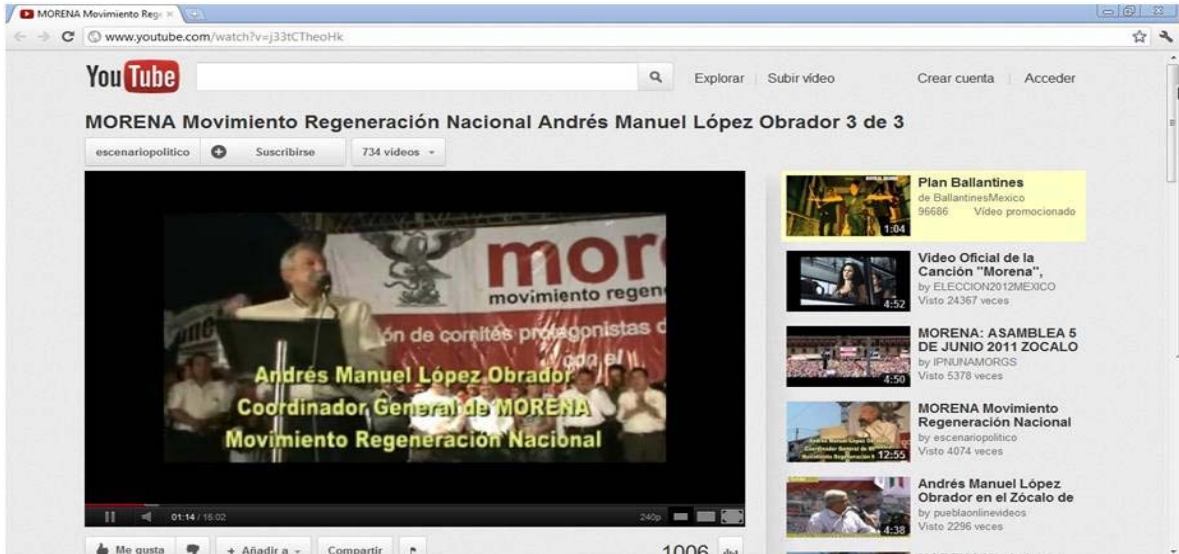 MORENA Movimiento Reg
www.youtube.com/watch?v=j33tCTheoHk
YouTube
Explorar
Subir vídeo
Crear cuenta
Acceder
MORENA Movimiento Regeneración Nacional Andrés Manuel López Obrador 3 de 3
escenariopolitico
Suscribirse
734 vídeos
more
movimiento regen
ón de comités protagonistas d
con el
Andrés Manuel López Obrador
Coordinador General de MORENA
Movimiento Regeneración Nacional
01:14 / 16:02
240p
Me gusta
+ Añadir a
Compartir
1006
Plan Ballantines
de BallantinesMexico
96686 Vídeo promocionado
1:04
Video Oficial de la
Canción "Morena",
by ELECCION2012MEXICO
Visto 24367 veces
4:52
MORENA: ASAMBLEA 5
DE JUNIO 2011 ZOCALO
by IPNUNAMORGS
Visto 5378 veces
4:50
MORENA Movimiento
Regeneración Nacional
by escenariopolitico
Visto 4074 veces
12:55
Andrés Manuel López
Obrador en el Zócalo de
by pueblaonlinevideos
Visto 2296 veces
4:38